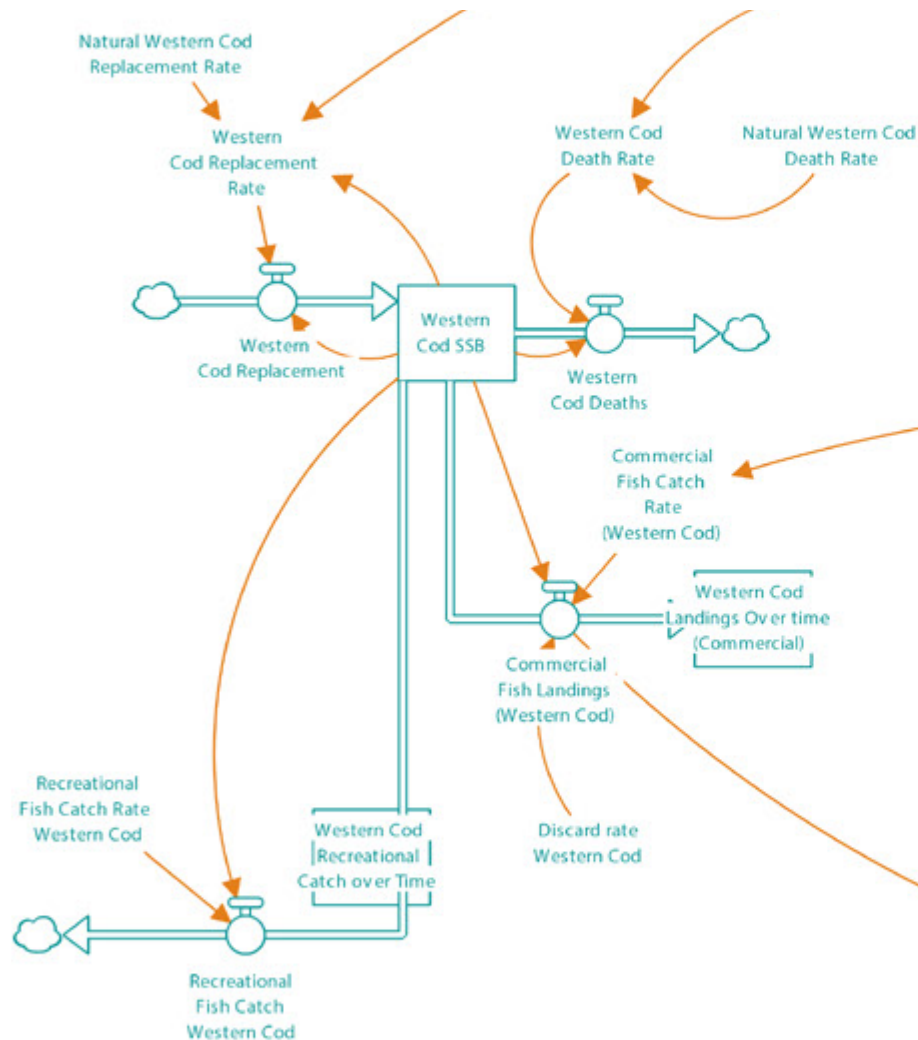 Natural Western Cod
Replacement Rate
Western
Cod Replacement
Rate
Western Cod
Death Rate
Natural Western Cod
Death Rate
Western
Cod SSB
Western
Cod Replacement
Western
Cod Deaths
Commercial
Fish Catch
Rate
(Western Cod)
Western Cod
Landings Over time
(Commercial)
Commercial
Fish Landings
(Western Cod)
Recreational
Fish Catch Rate
Western Cod
Western Cod
Recreational
Catch over Time
Discard rate
Western Cod
Recreational
Fish Catch
Western Cod